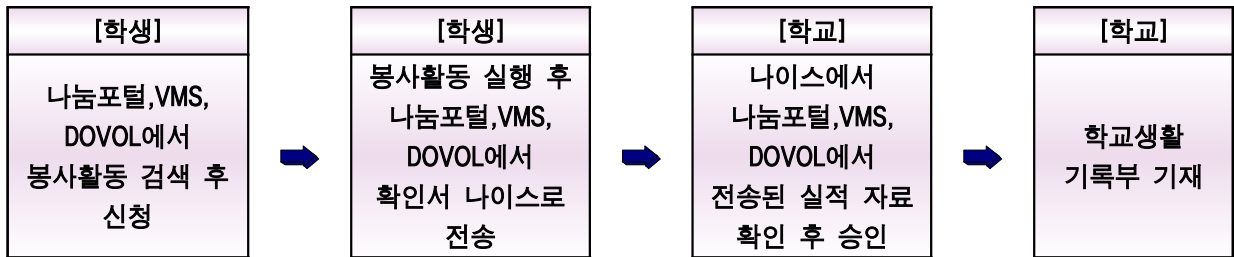 [학생]
나눔포털,VMS,
DOVOL에서
봉사활동 검색 후
신청
[학생]
봉사활동 실행 후
나눔포털,VMS,
DOVOL에서
확인서 나이스로
전송
[학교]
나이스에서
나눔포털,VMS,
DOVOL에서
전송된 실적 자료
확인 후 승인
[학교]
학교생활
기록부 기재